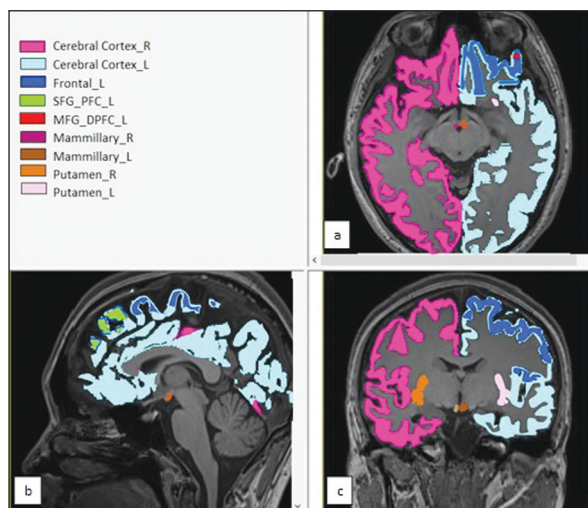 Cerebral Cortex_R
Cerebral Cortex_L
Frontal_L
SFG_PFC_L
MFG_DPFC_L
Mammillary_R
Mammillary_L
Putamen_R
Putamen_L
a
b
c